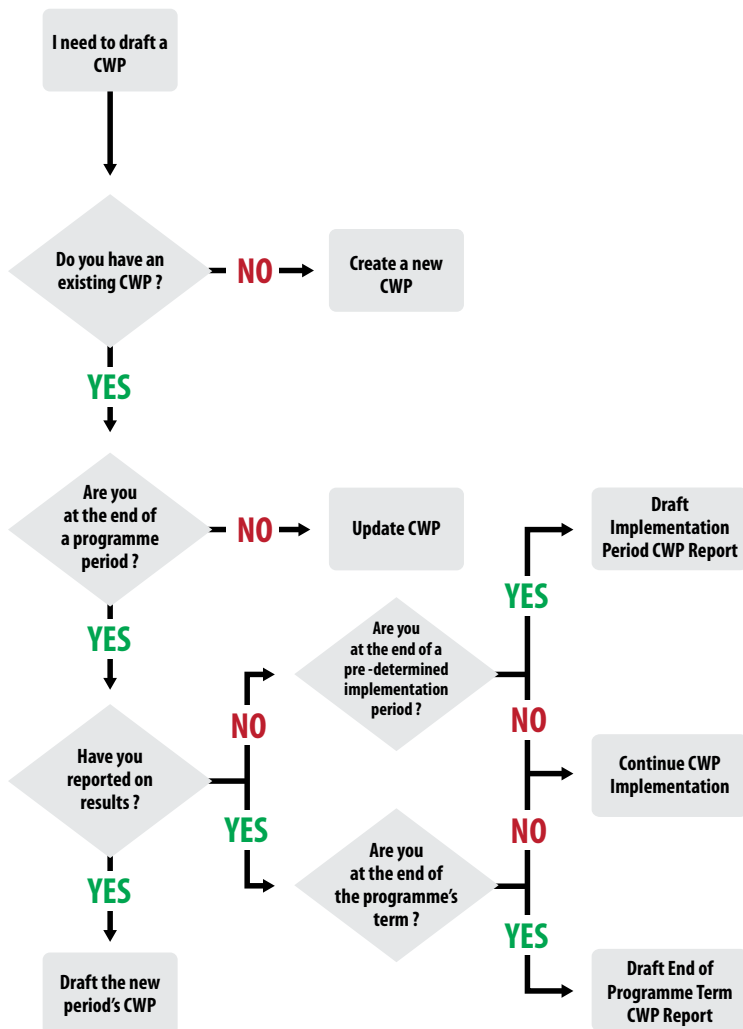 I need to draft a
CWP
Do you have an
existing CWP ?
NO
Create a new
CWP
YES
Are you
at the end of
a programme
period ?
NO
Update CWP
Draft
Implementation
Period CWP Report
YES
YES
Are you
at the end of a
pre -determined
implementation
period ?
NO
NO
Have you
reported on
results ?
Continue CWP
Implementation
YES
NO
Are you
at the end of
the programme's
term ?
YES
YES
Draft the new
period's CWP
Draft End of
Programme Term
CWP Report